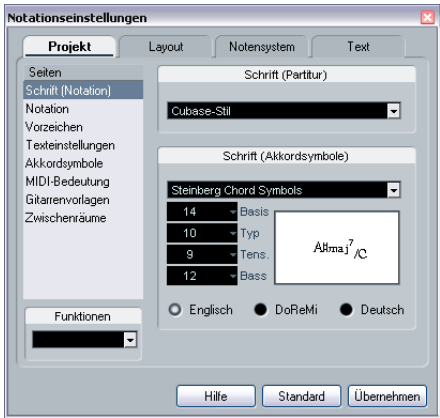 Notationseinstellungen
Projekt Layout Notensystem Text
Seiten
Schrift (Notation)
Notation
Vorzeichen
Texteinstellungen
Akkordsymbole
MIDI-Bedeutung
Gitarrenvorlagen
Zwischenräume
Funktionen
Schrift (Partitur)
Cubase-Stil
Schrift (Akkordsymbole)
Steinberg Chord Symbols
14 Basis
10 Typ
9 Tens.
12 Bass
A#maj7/C
Englisch DoReMi Deutsch
Hilfe Standard Übernehmen